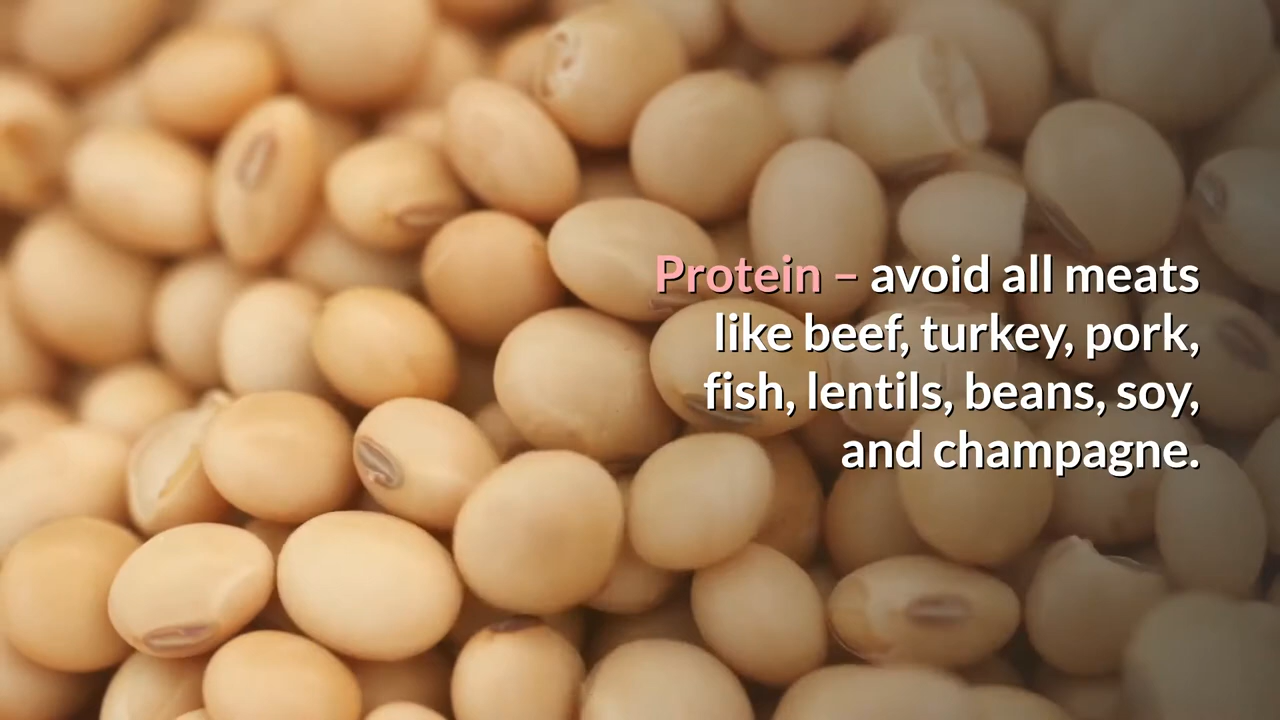 Protein – avoid all meats
like beef, turkey, pork,
fish, lentils, beans, soy,
and champagne.